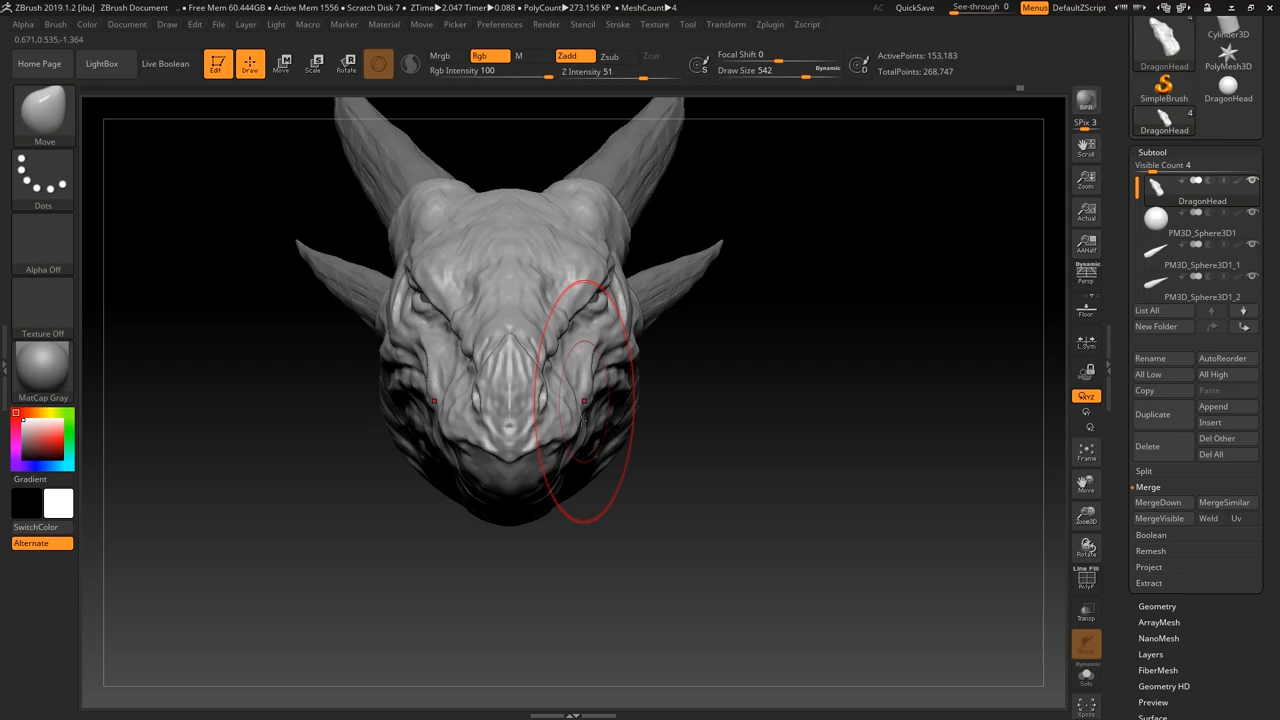 ZBrush 2019.1.2 [ibu] ZBrush Document .. ● Free Mem 60.444GB ● Active Mem 1556 ● Scratch Disk 7 ● ZTime▶2.047 Timer▶0.088 ● PolyCount▶273.156 KP ● MeshCount▶4 AC QuickSave See-through 0 Menus DefaultZScript
Alpha Brush Color Document Draw Edit File Layer Light Macro Marker Material Movie Picker Preferences Render Stencil Stroke Texture Tool Transform Zplugin Zscript
0.671,0.535,-1.364
Home Page LightBox Live Boolean Edit Draw Move Scale Rotate
Mrgb Rgb M Zadd Zsub Zcut
Rgb Intensity 100 Z Intensity 51
S Focal Shift 0
Draw Size 542 Dynamic
D ActivePoints: 153,183
TotalPoints: 268,747
Move
Dots
Alpha Off
Texture Off
MatCap Gray
Gradient
SwitchColor
Alternate
BPR
SPix 3
Scroll
Zoom
Actual
AAHalf
Dynamic
Persp
Floor
L.Sym
XYZ
Frame
Move
Zoom3D
Rotate
Line Fill
PolyF
Transp
Dynamic
Solo
Xpose
4 Cylinder3D
DragonHead PolyMesh3D
SimpleBrush DragonHead
4
DragonHead
Subtool
Visible Count 4
DragonHead
PM3D_Sphere3D1
PM3D_Sphere3D1_1
PM3D_Sphere3D1_2
List All
New Folder
Rename AutoReorder
All Low All High
Copy Paste
Duplicate Append
Insert
Delete Del Other
Del All
Split
Merge
MergeDown MergeSimilar
MergeVisible Weld Uv
Boolean
Remesh
Project
Extract
Geometry
ArrayMesh
NanoMesh
Layers
FiberMesh
Geometry HD
Preview
Surface